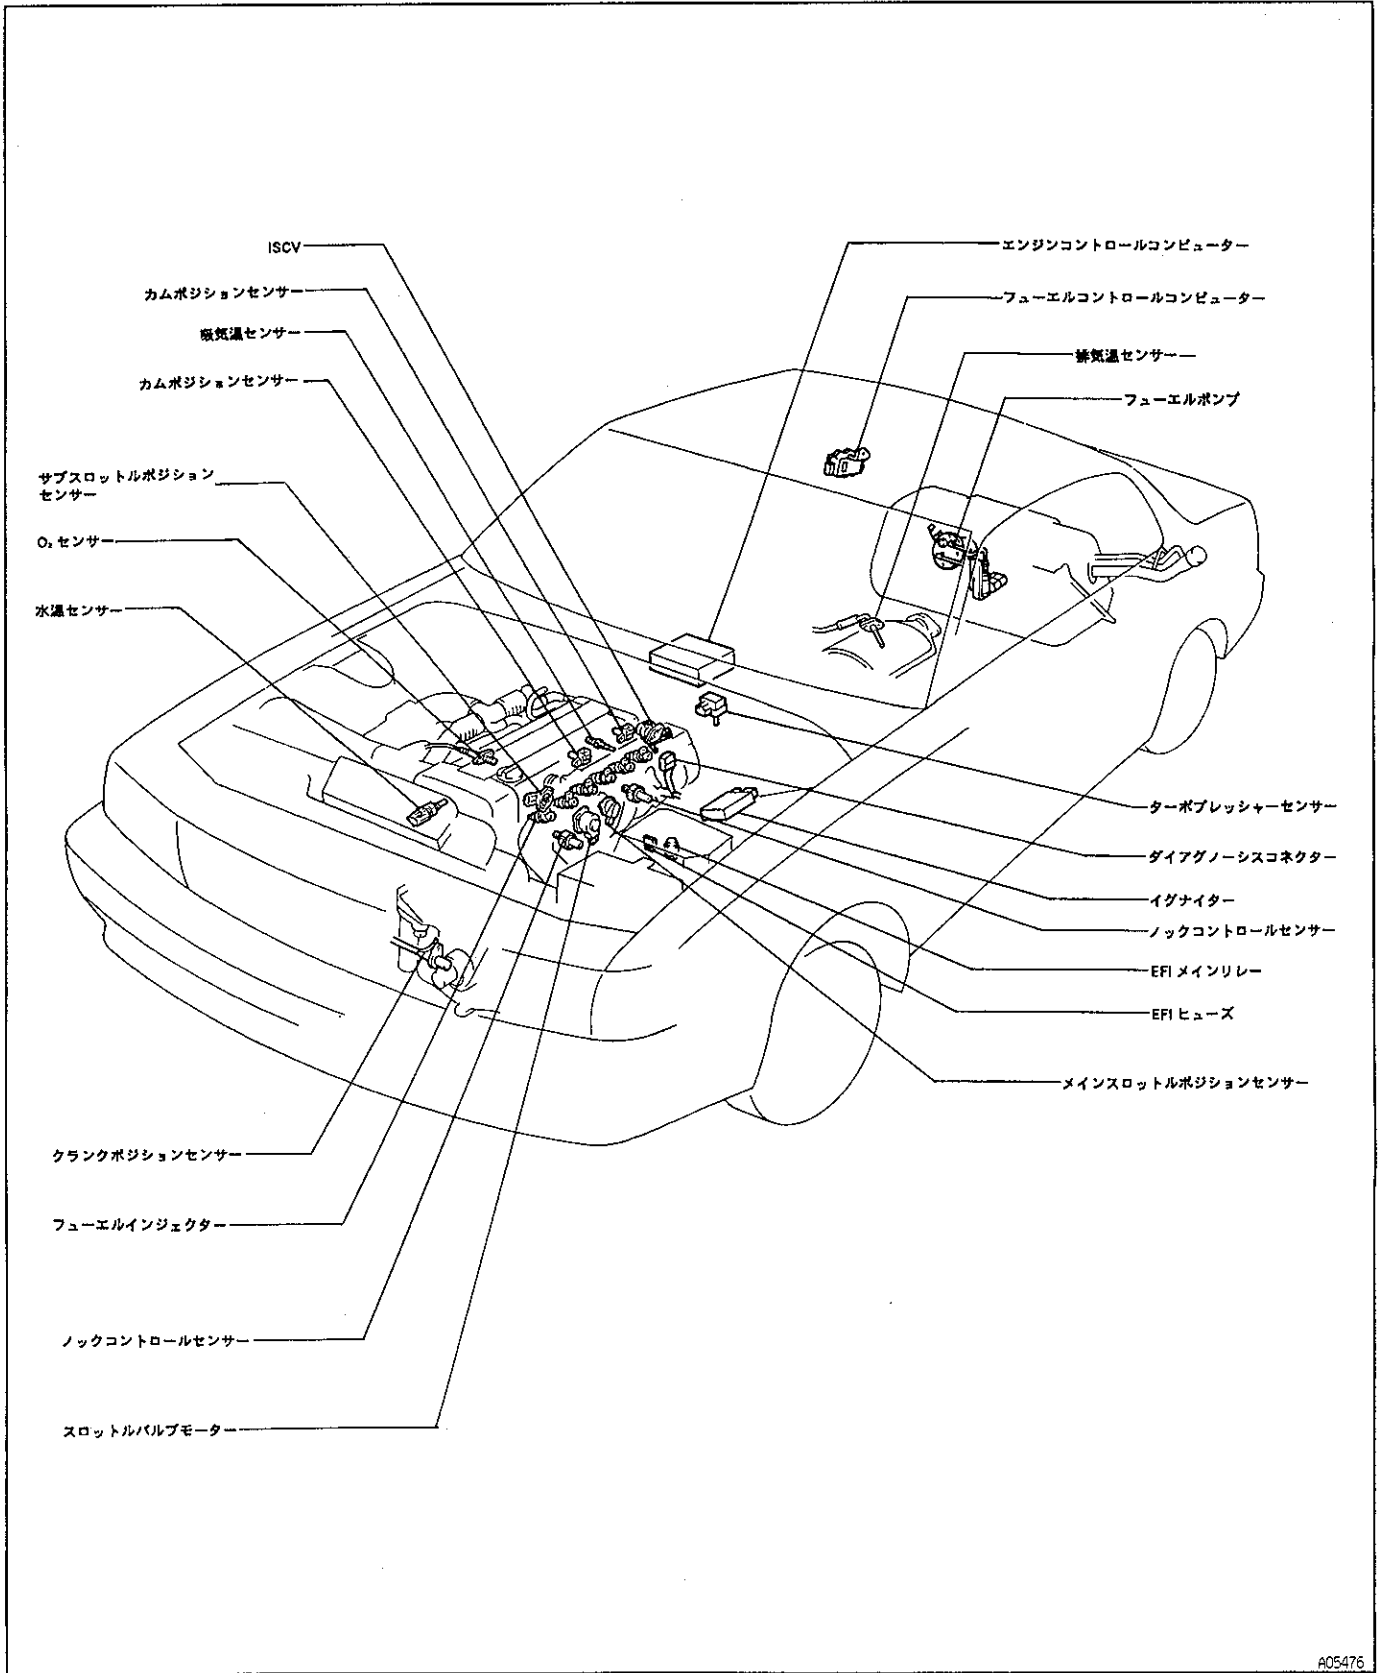 ISCV
カムポジションセンサー
吸気温センサー
カムポジションセンサー
サブスロットルポジション
センサー
O₂ センサー
水温センサー
エンジンコントロールコンピューター
フューエルコントロールコンピューター
排気温センサー
フューエルポンプ
ターボプレッシャーセンサー
ダイアグノーシスコネクター
イグナイター
ノックコントロールセンサー
EFI メインリレー
EFI ヒューズ
メインスロットルポジションセンサー
クランクポジションセンサー
フューエルインジェクター
ノックコントロールセンサー
スロットルバルブモーター
A05476